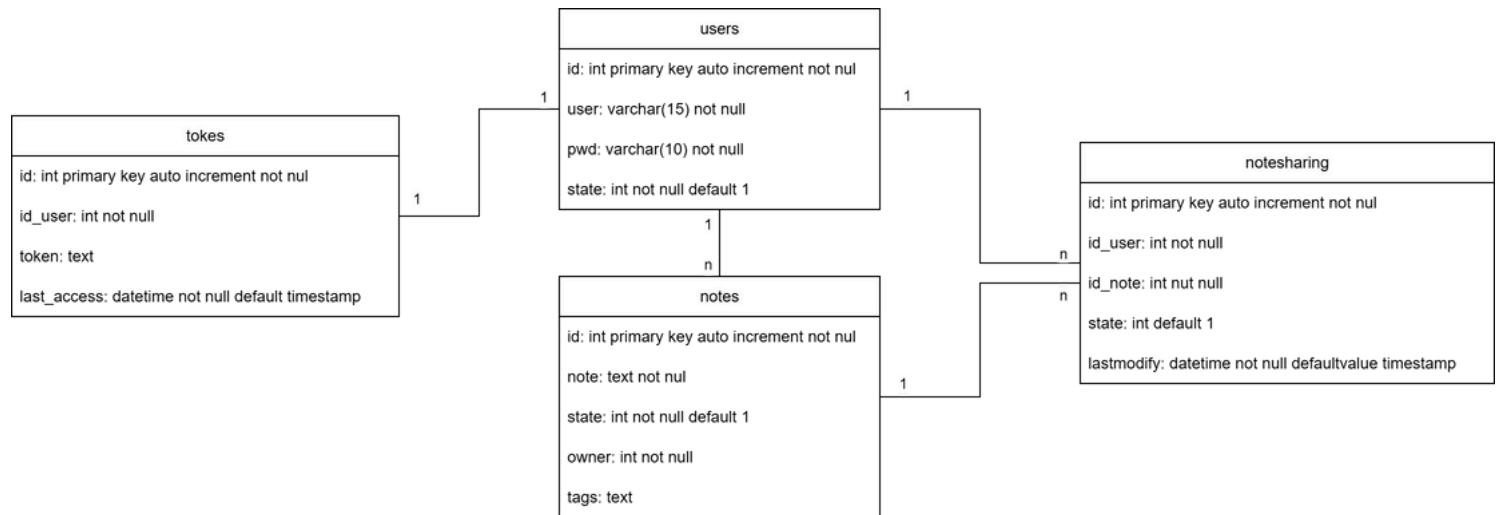 users
id: int primary key auto increment not nul
user: varchar(15) not null
pwd: varchar(10) not null
state: int not null default 1
1
1
1
n
tokes
id: int primary key auto increment not nul
id_user: int not null
token: text
last_access: datetime not null default timestamp
1
notes
id: int primary key auto increment not nul
note: text not nul
state: int not null default 1
owner: int not null
tags: text
1
notesharing
id: int primary key auto increment not nul
id_user: int not null
id_note: int nut null
state: int default 1
lastmodify: datetime not null defaultvalue timestamp
n
n